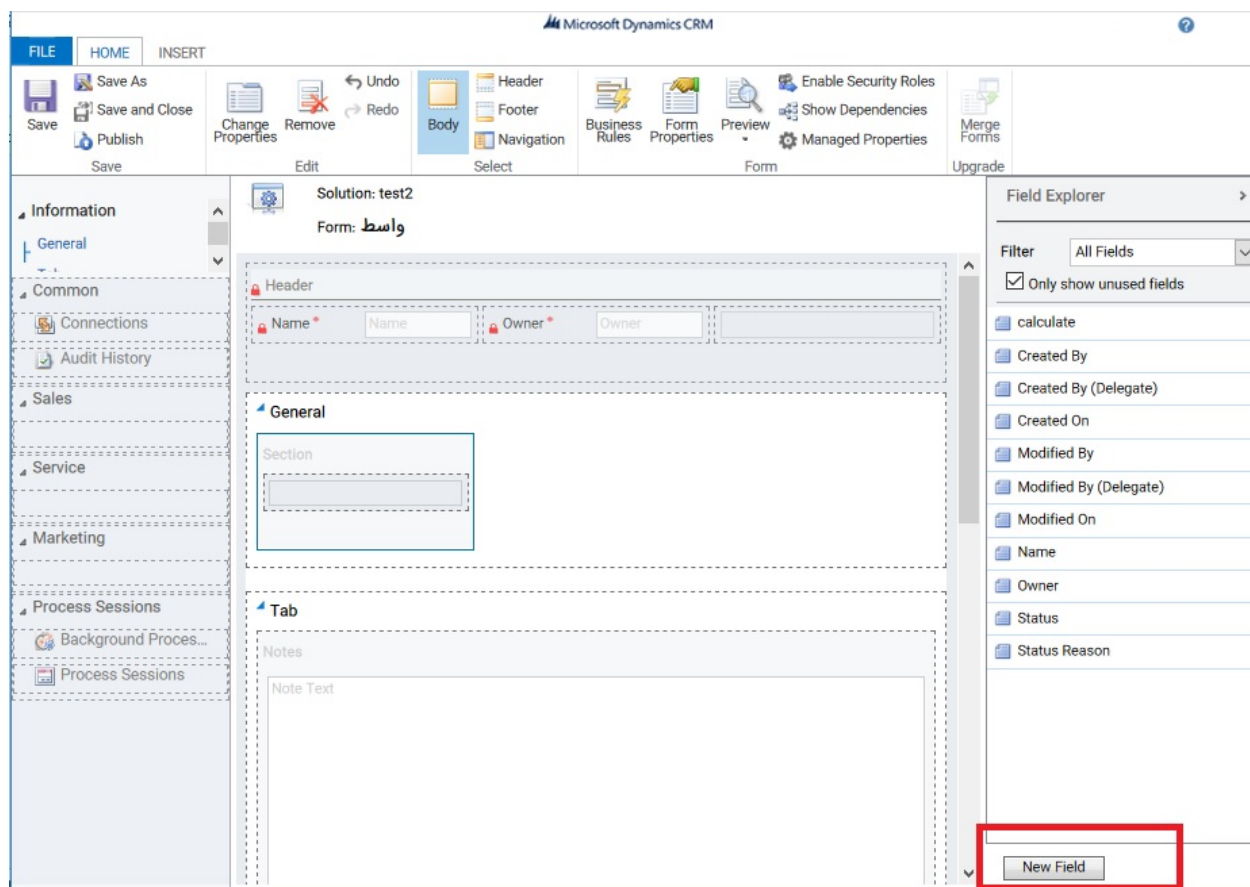 Microsoft Dynamics CRM
FILE HOME INSERT
Save
Save As
Save and Close
Publish
Save
Change Properties
Remove
Undo
Redo
Edit
Body
Header
Footer
Navigation
Select
Business Rules
Form Properties
Preview
Enable Security Roles
Show Dependencies
Managed Properties
Form
Merge Forms
Upgrade
Information
General
Common
Connections
Audit History
Sales
Service
Marketing
Process Sessions
Background Proces...
Process Sessions
Solution: test2
Form: واسط
Header
Name * Name Owner * Owner
General
Section
Tab
Notes
Note Text
Field Explorer
Filter All Fields
Only show unused fields
calculate
Created By
Created By (Delegate)
Created On
Modified By
Modified By (Delegate)
Modified On
Name
Owner
Status
Status Reason
New Field